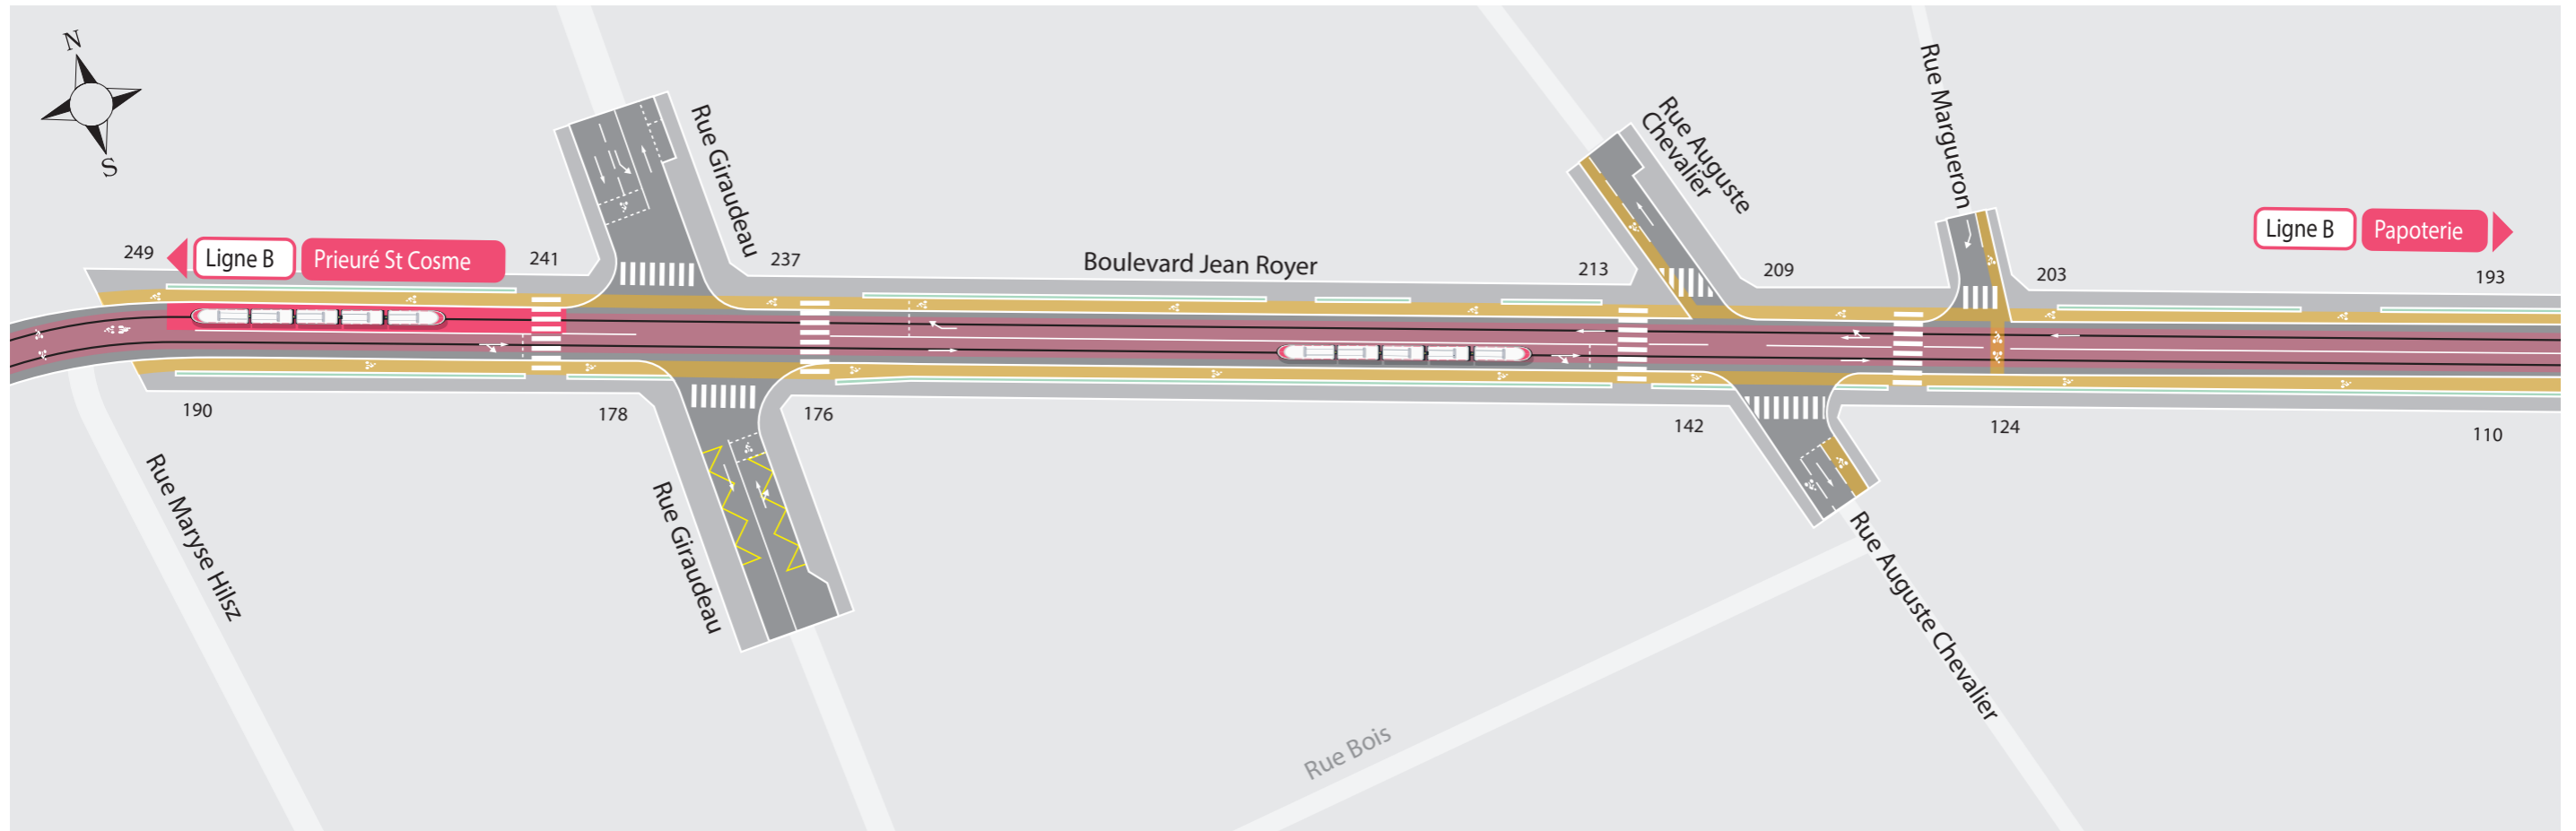 N
S
Rue Giraudeau
Rue Auguste
Chevalier
Rue Margueron
249
Ligne B
Prieuré St Cosme
241
237
Boulevard Jean Royer
213
209
203
Ligne B
Papoterie
193
190
178
176
142
124
110
Rue Maryse Hilsz
Rue Giraudeau
Rue Auguste Chevalier
Rue Bois